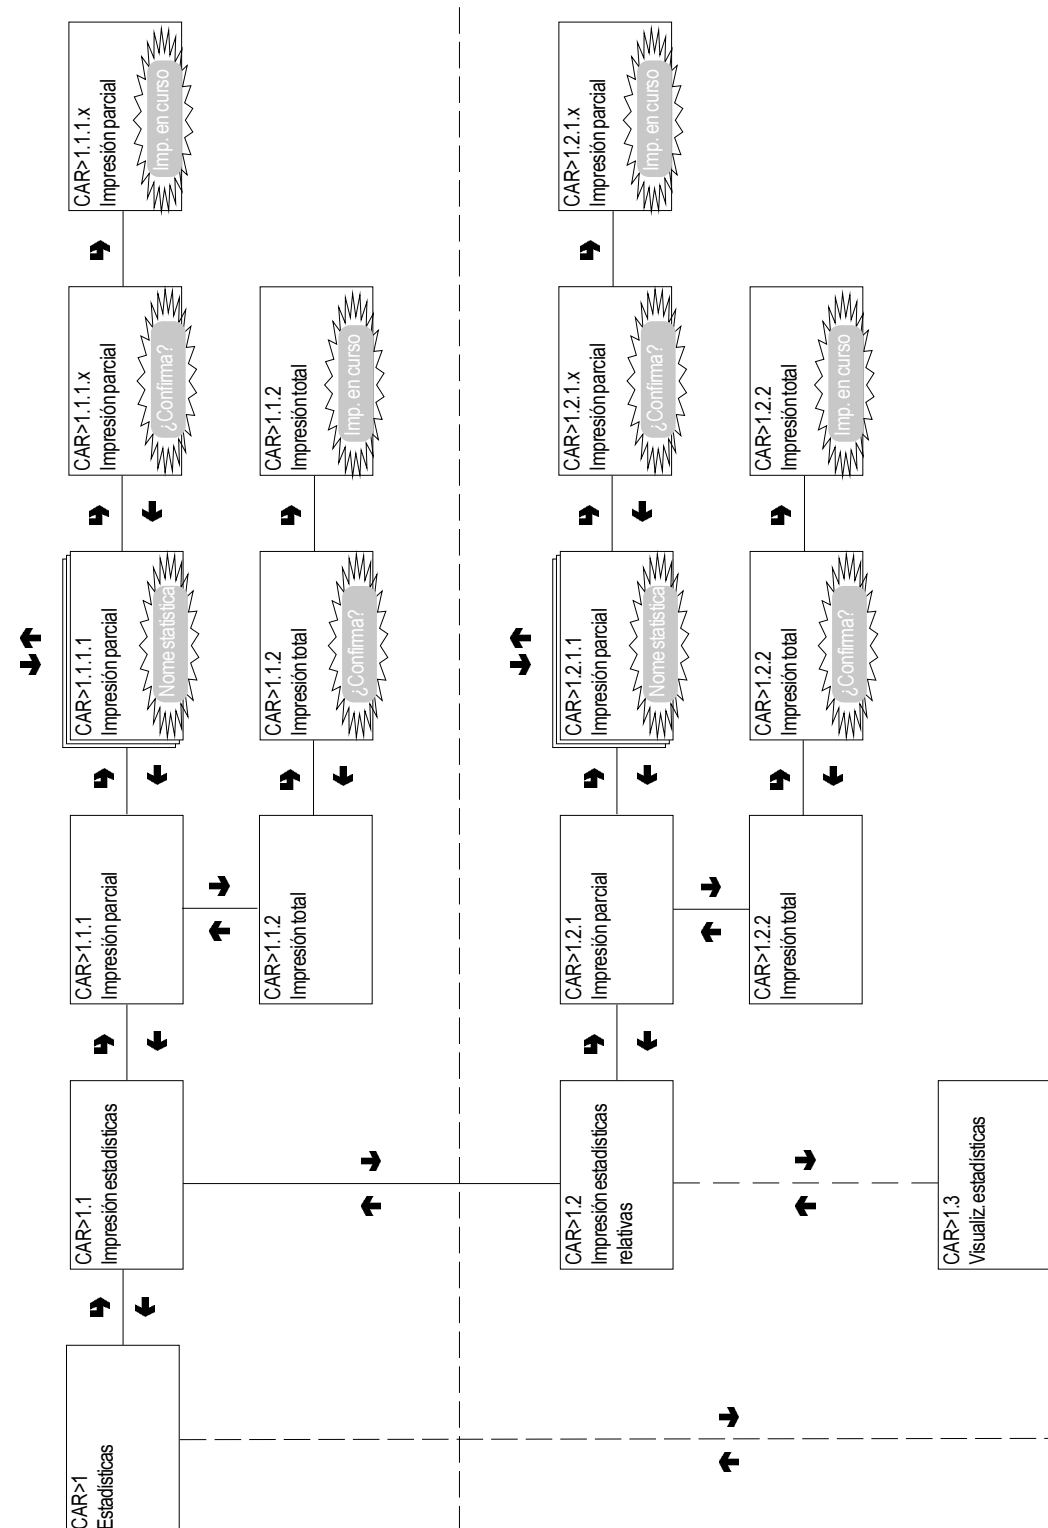 CAR>1
Estadísticas
CAR>1.1
Impresión estadísticas
CAR>1.1.1
Impresión parcial
CAR>1.1.1.1
Impresión parcial
Nome statistica
CAR>1.1.1.x
Impresión parcial
¿Confirma?
CAR>1.1.1.x
Impresión parcial
Imp. en curso
CAR>1.1.2
Impresión total
CAR>1.1.2
Impresión total
¿Confirma?
CAR>1.1.2
Impresión total
Imp. en curso
CAR>1.2
Impresión estadísticas
relativas
CAR>1.2.1
Impresión parcial
CAR>1.2.1.1
Impresión parcial
Nome statistica
CAR>1.2.1.x
Impresión parcial
¿Confirma?
CAR>1.2.1.x
Impresión parcial
Imp. en curso
CAR>1.2.2
Impresión total
CAR>1.2.2
Impresión total
¿Confirma?
CAR>1.2.2
Impresión total
Imp. en curso
CAR>1.3
Visualiz. estadísticas